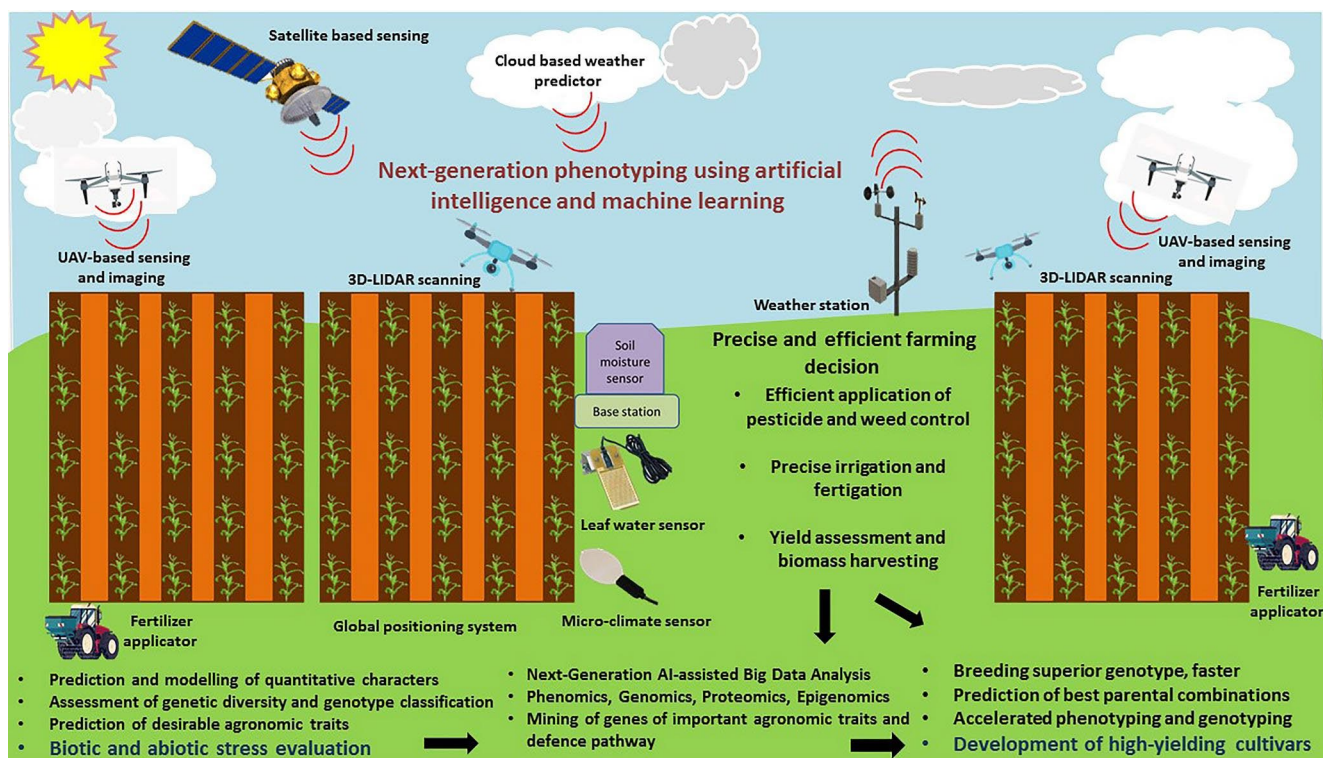 Satellite based sensing
Cloud based weather
predictor
Next-generation phenotyping using artificial
intelligence and machine learning
UAV-based sensing
and imaging
UAV-based sensing
and imaging
3D-LIDAR scanning
3D-LIDAR scanning
Weather station
Soil
moisture
sensor
Base station
Leaf water sensor
Micro-climate sensor
Precise and efficient farming
decision
• Efficient application of
pesticide and weed control
• Precise irrigation and
fertigation
• Yield assessment and
biomass harvesting
Fertilizer
applicator
Global positioning system
Fertilizer
applicator
• Prediction and modelling of quantitative characters
• Assessment of genetic diversity and genotype classification
• Prediction of desirable agronomic traits
• Biotic and abiotic stress evaluation
• Next-Generation AI-assisted Big Data Analysis
• Phenomics, Genomics, Proteomics, Epigenomics
• Mining of genes of important agronomic traits and
defence pathway
• Breeding superior genotype, faster
• Prediction of best parental combinations
• Accelerated phenotyping and genotyping
• Development of high-yielding cultivars